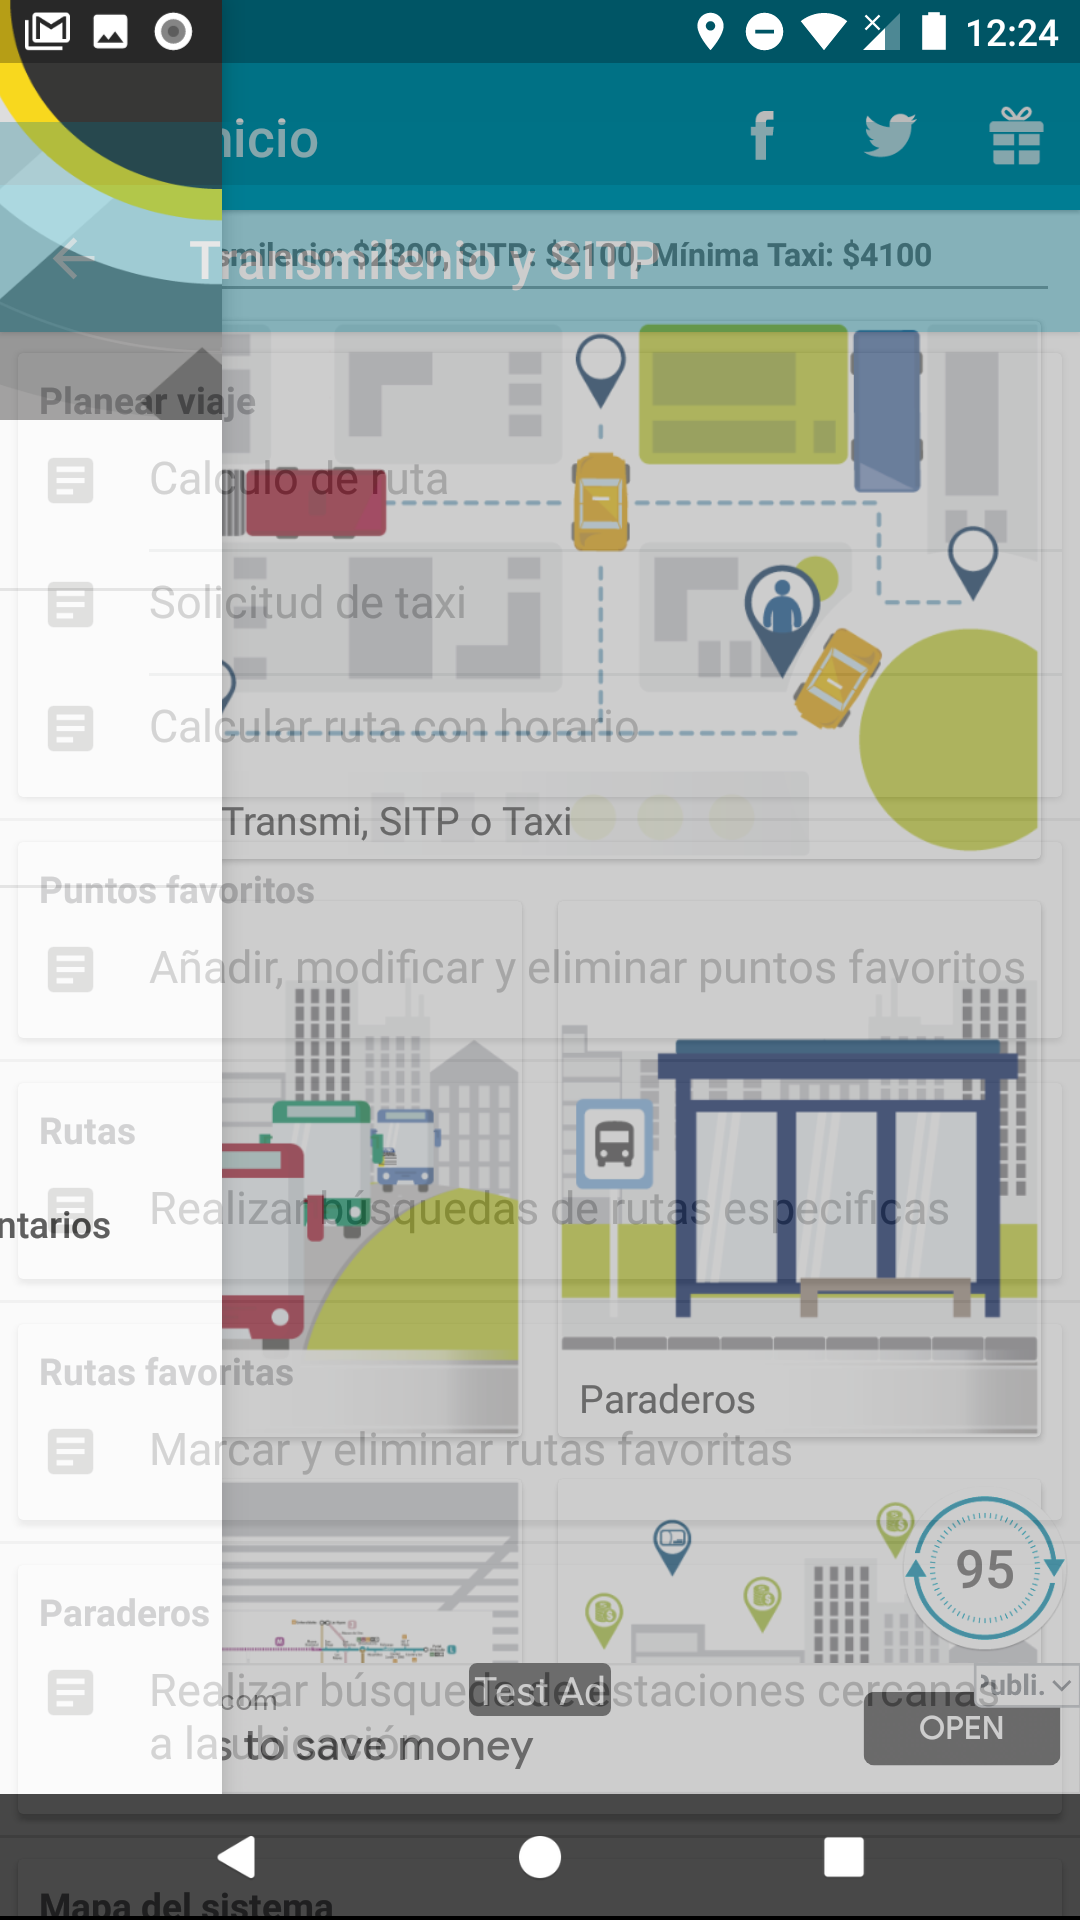 12:24
nicio
smilenio: $2300, SITP: $2100, Mínima Taxi: $4100
Transmilenio y SITP
Planear viaje
Calculo de ruta
Solicitud de taxi
Calcular ruta con horario
Transmi, SITP o Taxi
Puntos favoritos
Añadir, modificar y eliminar puntos favoritos
Rutas
Realizar búsquedas de rutas especificas
ntarios
Rutas favoritas
Paraderos
Marcar y eliminar rutas favoritas
95
Paraderos
Realizar búsqueda de estaciones cercanas
a la ubicación
Test Ad
Publi.
com
s to save money
OPEN
Mapa del sistema